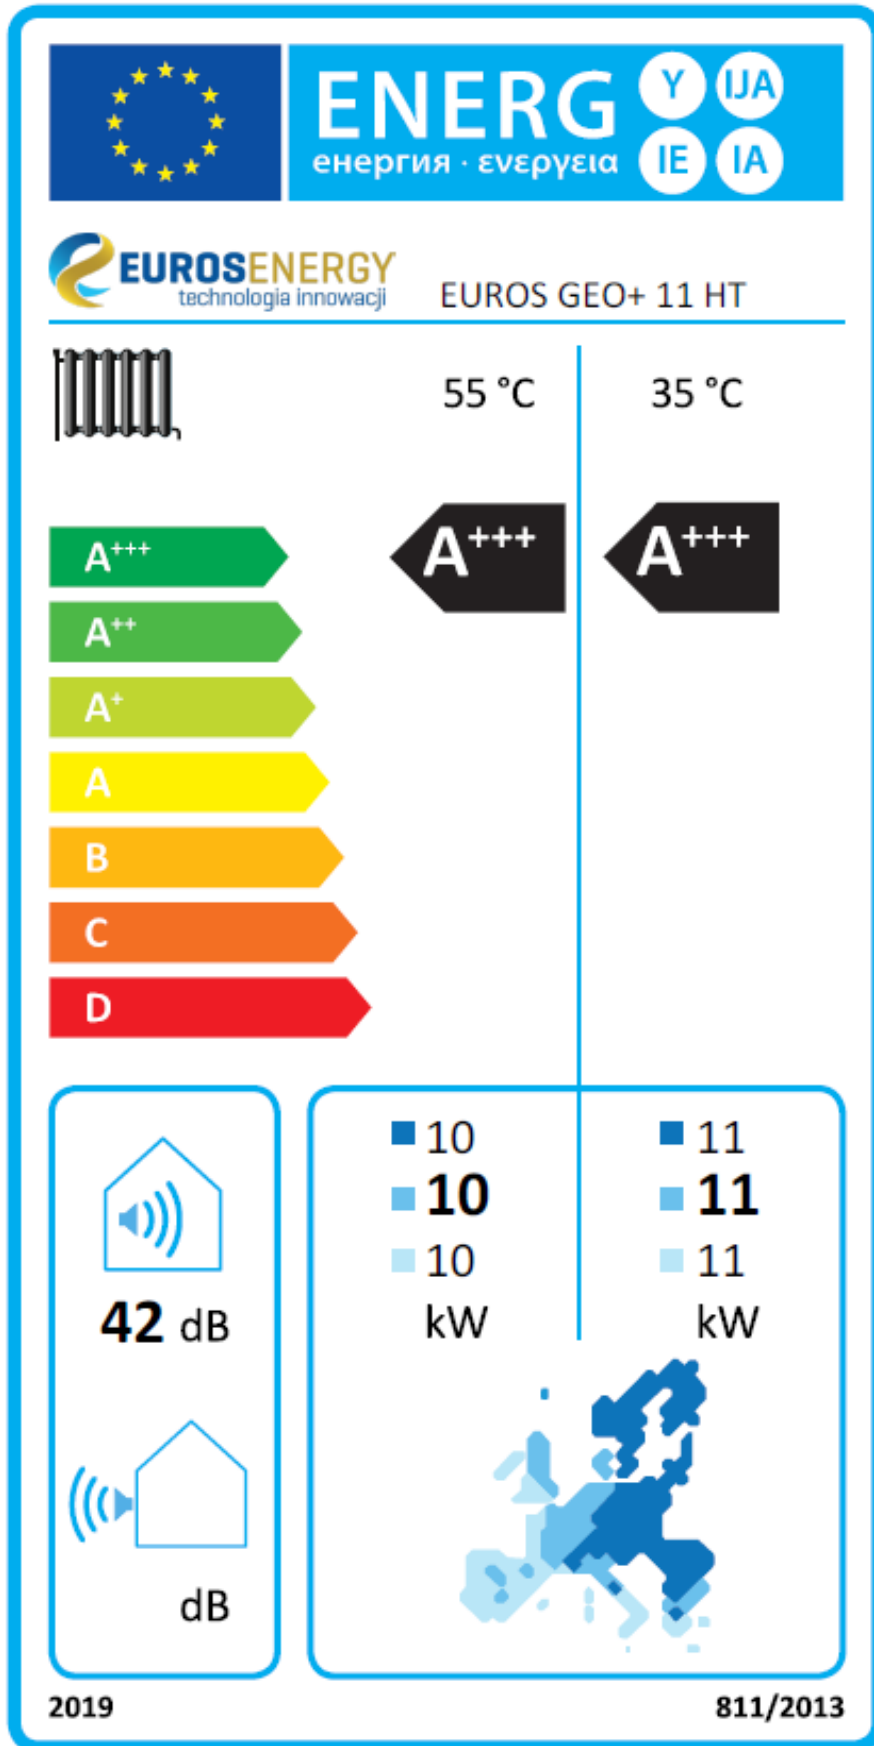 ENERG Y IJA
енергия · ενεργεια IE IA
EUROSENERGY
technologia innowacji
EUROS GEO+ 11 HT
55 °C 35 °C
A+++ A+++ A+++
A++
A+
A
B
C
D
10 11
10 11
10 11
kW kW
42 dB
dB
2019 811/2013